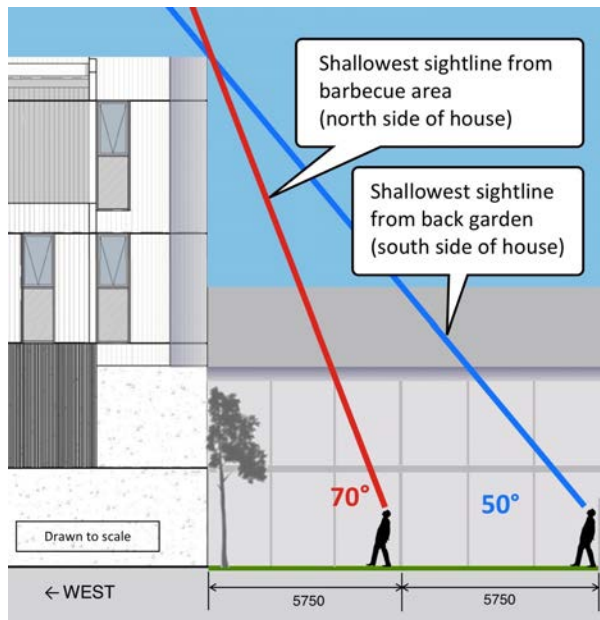 Shallowest sightline from
barbecue area
(north side of house)
Shallowest sightline
from back garden
(south side of house)
70°
50°
Drawn to scale
←WEST
5750
5750